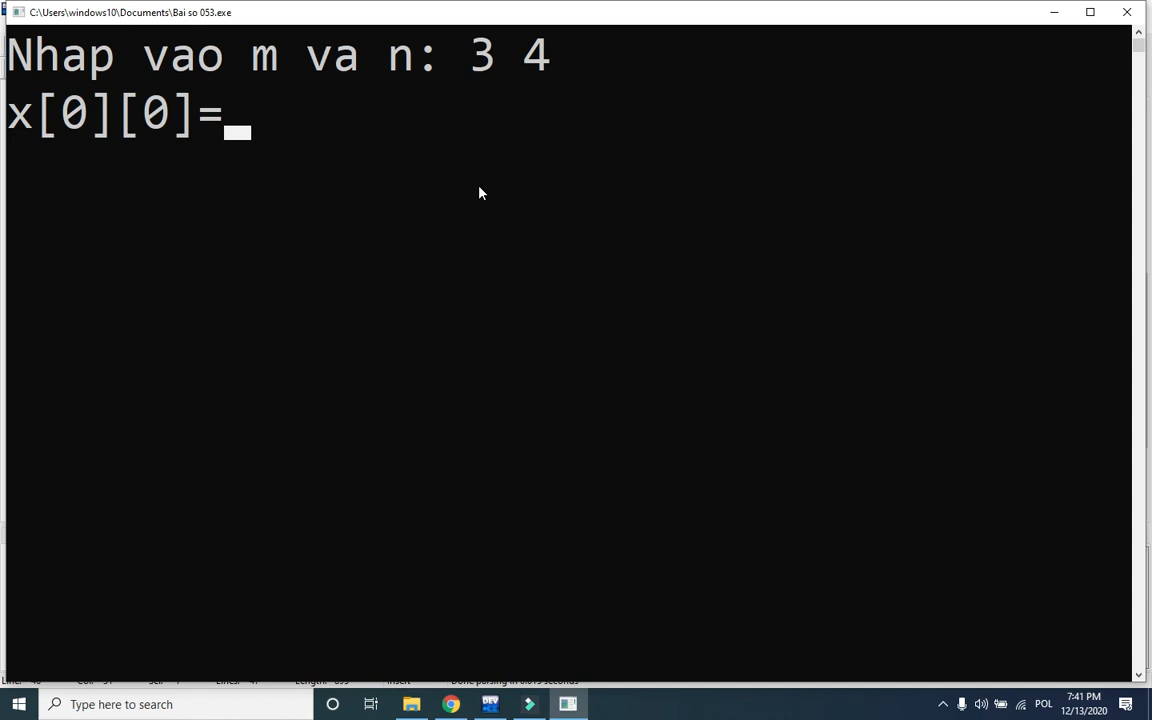 C:\Users\windows10\Documents\Bai so 053.exe
Nhap vao m va n: 3 4
x[0][0]=
Type here to search
DEV
POL
7:41 PM
12/13/2020